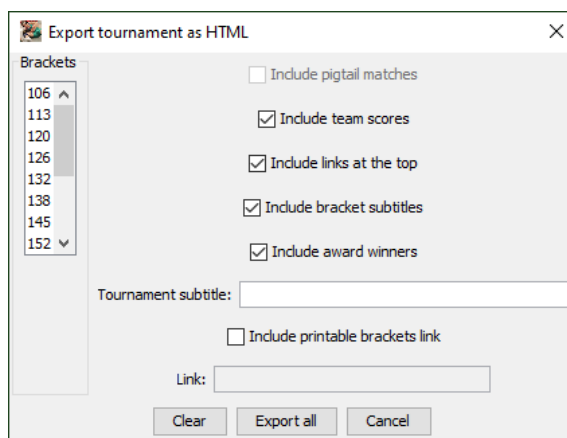 Export tournament as HTML
Brackets
106
113
120
126
132
138
145
152
Include pigtail matches
Include team scores
Include links at the top
Include bracket subtitles
Include award winners
Tournament subtitle:
Include printable brackets link
Link:
Clear Export all Cancel